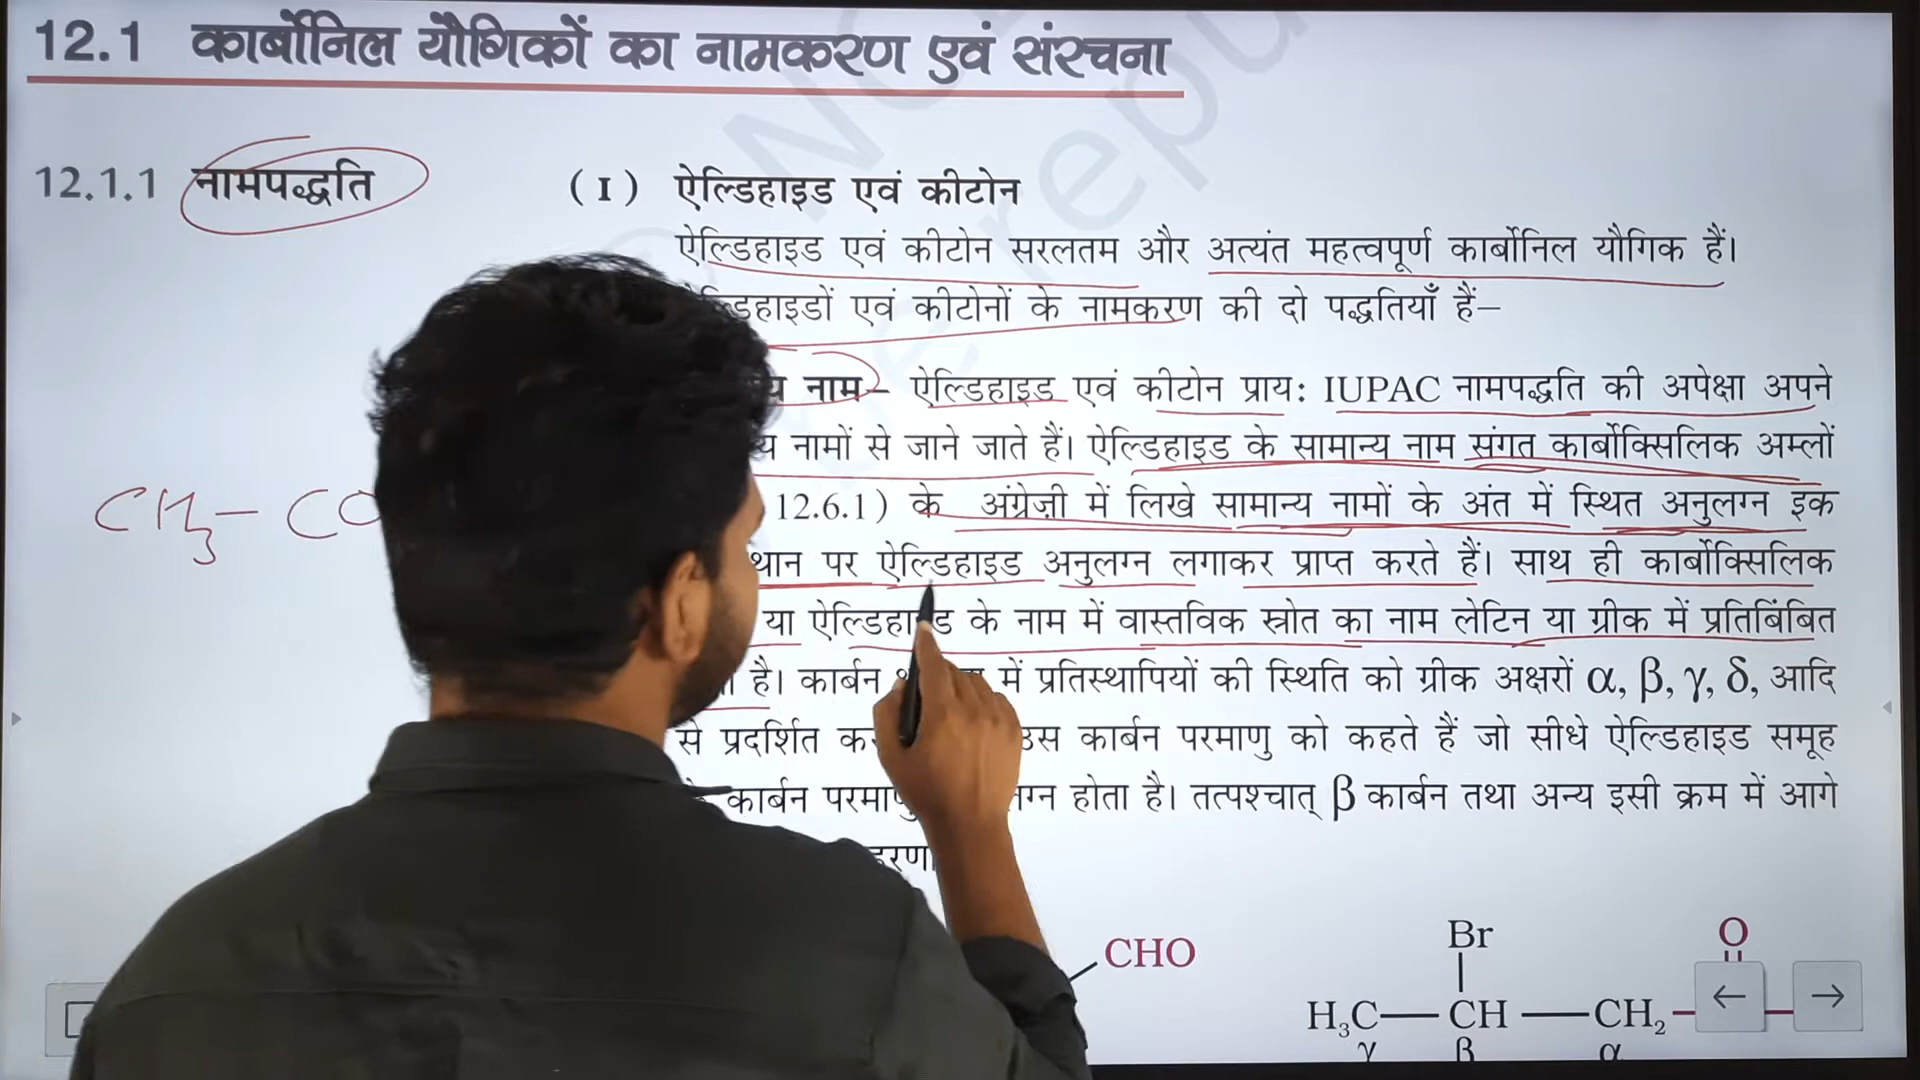 12.1 कार्बोनिल यौगिकों का नामकरण एवं संरचना
12.1.1 नामपद्धति
(I) ऐल्डिहाइड एवं कीटोन
ऐल्डिहाइड एवं कीटोन सरलतम और अत्यंत महत्वपूर्ण कार्बोनिल यौगिक हैं।
एवं कीटोनों के नामकरण की दो पद्धतियाँ हैं–
नाम– ऐल्डिहाइड एवं कीटोन प्राय: IUPAC नामपद्धति की अपेक्षा अपने
नामों से जाने जाते हैं। ऐल्डिहाइड के सामान्य नाम संगत कार्बोक्सिलिक अम्लों
12.6.1) के अंग्रेज़ी में लिखे सामान्य नामों के अंत में स्थित अनुलग्न इक
पर ऐल्डिहाइड अनुलग्न लगाकर प्राप्त करते हैं। साथ ही कार्बोक्सिलिक
या के नाम में वास्तविक स्रोत का नाम लेटिन या ग्रीक में प्रतिबिंबित
है। कार्बन में प्रतिस्थापियों की स्थिति को ग्रीक अक्षरों α, β, γ, δ, आदि
से प्रदर्शित उस कार्बन परमाणु को कहते हैं जो सीधे ऐल्डिहाइड समूह
कार्बन होता है। तत्पश्चात् β कार्बन तथा अन्य इसी क्रम में आगे
CH3 – CO
CHO
Br
O
H3C — CH — CH2
γ β α